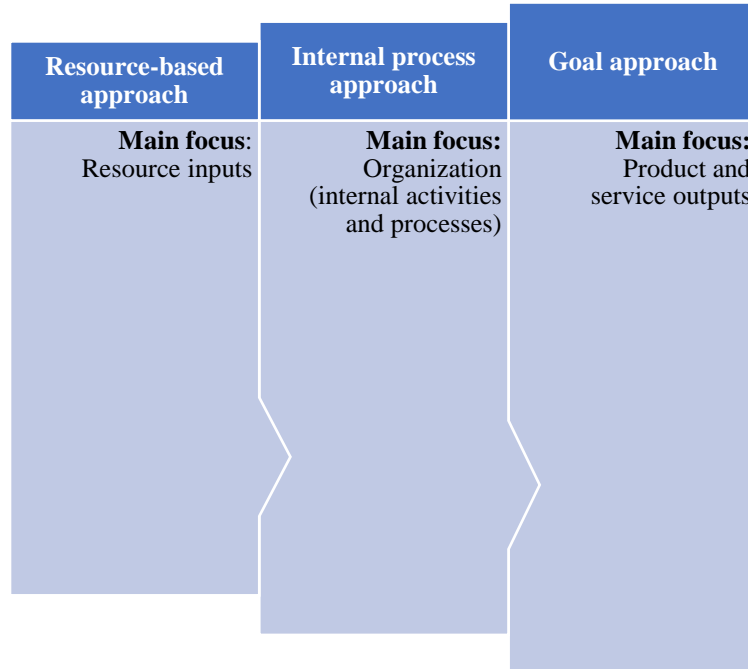 Resource-based
approach
Main focus:
Resource inputs
Internal process
approach
Main focus:
Organization
(internal activities
and processes)
Goal approach
Main focus:
Product and
service outputs